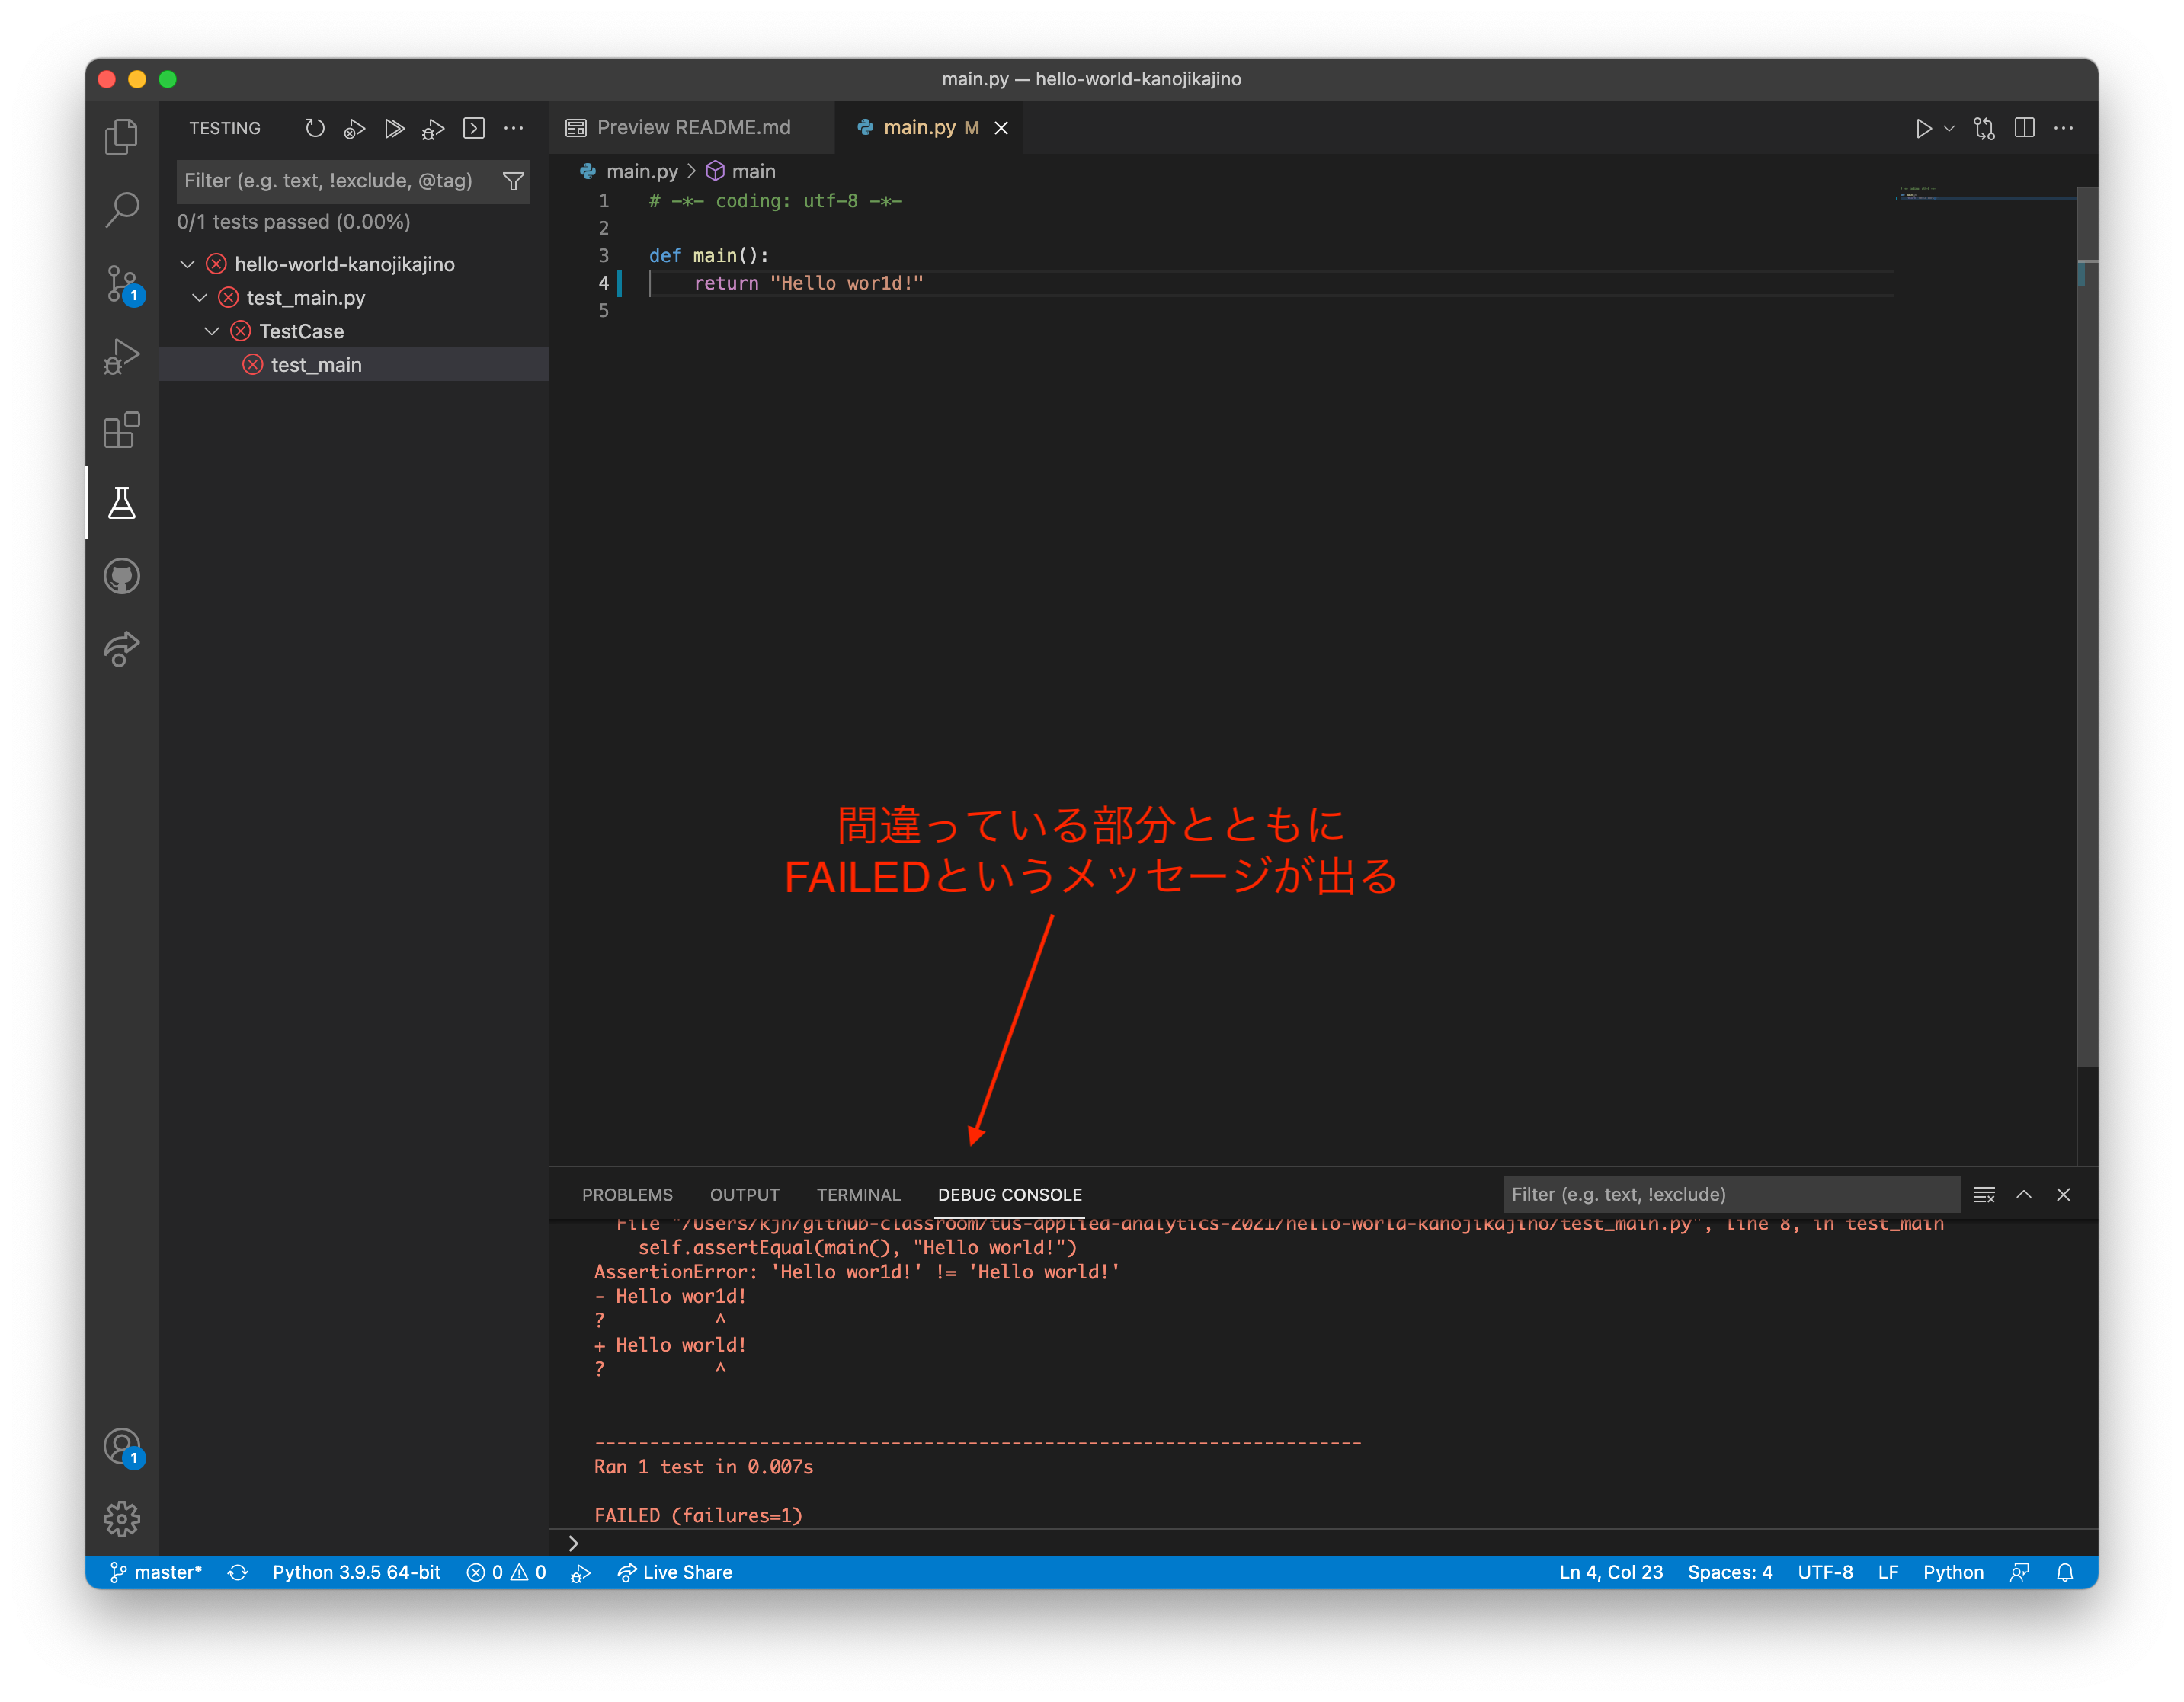 main.py — hello-world-kanojikajino
TESTING
Filter (e.g. text, !exclude, @tag)
0/1 tests passed (0.00%)
hello-world-kanojikajino
test_main.py
TestCase
test_main
1
1
Preview README.md
main.py M
main.py > main
1 # -*- coding: utf-8 -*-
2
3 def main():
4 return "Hello wor1d!"
5
間違っている部分とともに
FAILEDというメッセージが出る
PROBLEMS OUTPUT TERMINAL DEBUG CONSOLE
Filter (e.g. text, !exclude)
File "/Users/kjn/github-classroom/tus-applied-analytics-2021/hello-world-kanojikajino/test_main.py", line 8, in test_main
self.assertEqual(main(), "Hello world!")
AssertionError: 'Hello wor1d!' != 'Hello world!'
- Hello wor1d!
? ^
+ Hello world!
? ^
----------------------------------------------------------------------
Ran 1 test in 0.007s
FAILED (failures=1)
>
master* Python 3.9.5 64-bit 0 0 Live Share Ln 4, Col 23 Spaces: 4 UTF-8 LF Python